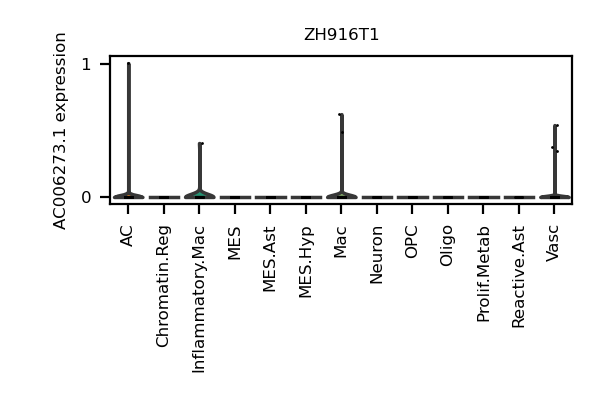 ZH916T1
AC006273.1 expression
1
0
AC
Chromatin.Reg
Inflammatory.Mac
MES
MES.Ast
MES.Hyp
Mac
Neuron
OPC
Oligo
Prolif.Metab
Reactive.Ast
Vasc